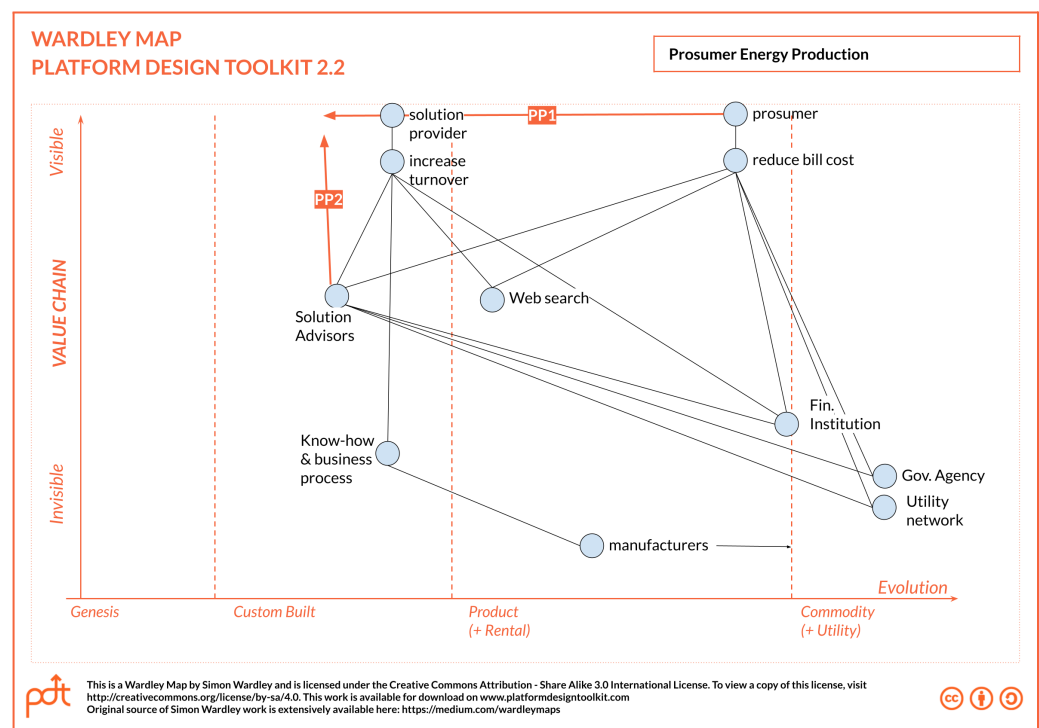 WARDLEY MAP
PLATFORM DESIGN TOOLKIT 2.2
Prosumer Energy Production
Visible
VALUE CHAIN
Invisible
solution
provider
PP1
prosumer
increase
turnover
reduce bill cost
PP2
Solution
Advisors
Web search
Fin.
Institution
Know-how
& business
process
Gov. Agency
Utility
network
manufacturers
Evolution
Genesis
Custom Built
Product
(+ Rental)
Commodity
(+ Utility)
pdt
This is a Wardley Map by Simon Wardley and is licensed under the Creative Commons Attribution - Share Alike 3.0 International License. To view a copy of this license, visit
http://creativecommons.org/license/by-sa/4.0. This work is available for download on www.platformdesigntoolkit.com
Original source of Simon Wardley work is extensively available here: https://medium.com/wardleymaps
cc